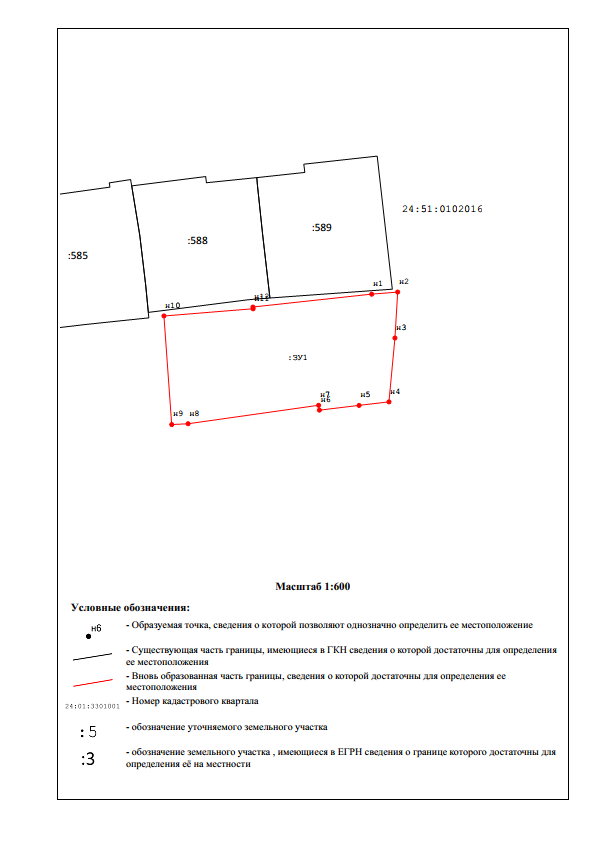 24:51:0102016
:589
:588
:585
н1
н2
н10
н3
:ЗУ1
н7
н6
н5
н4
н9
н8
Масштаб 1:600
Условные обозначения:
н6
- Образуемая точка, сведения о которой позволяют однозначно определить ее местоположение
- Существующая часть границы, имеющиеся в ГКН сведения о которой достаточны для определения
ее местоположения
- Вновь образованная часть границы, сведения о которой достаточны для определения ее
местоположения
24:01:3301001
- Номер кадастрового квартала
: 5
- обозначение уточняемого земельного участка
:3
- обозначение земельного участка , имеющиеся в ЕГРН сведения о границе которого достаточны для
определения её на местности